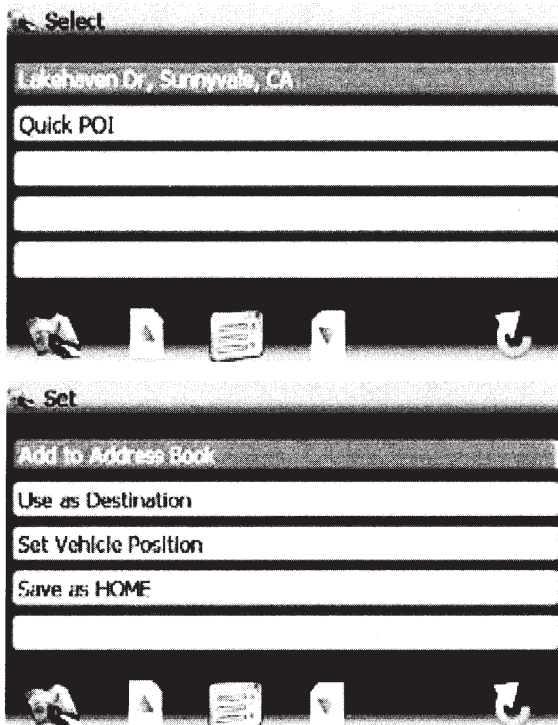 Select
Lakehaven Dr, Sunnyvale, CA
Quick POI
Set
Add to Address Book
Use as Destination
Set Vehicle Position
Save as HOME